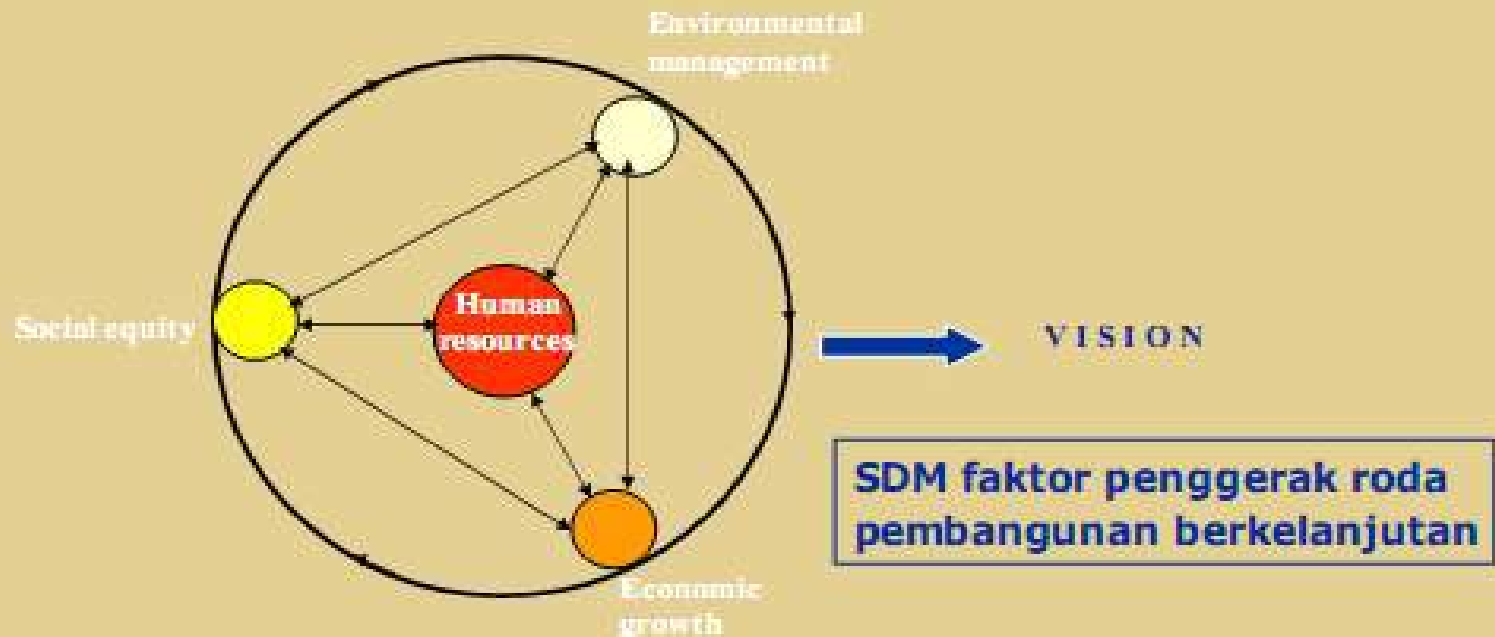 Environmental
management
Social equity
Human
resources
VISION
SDM faktor penggerak roda
pembangunan berkelanjutan
Economic
growth